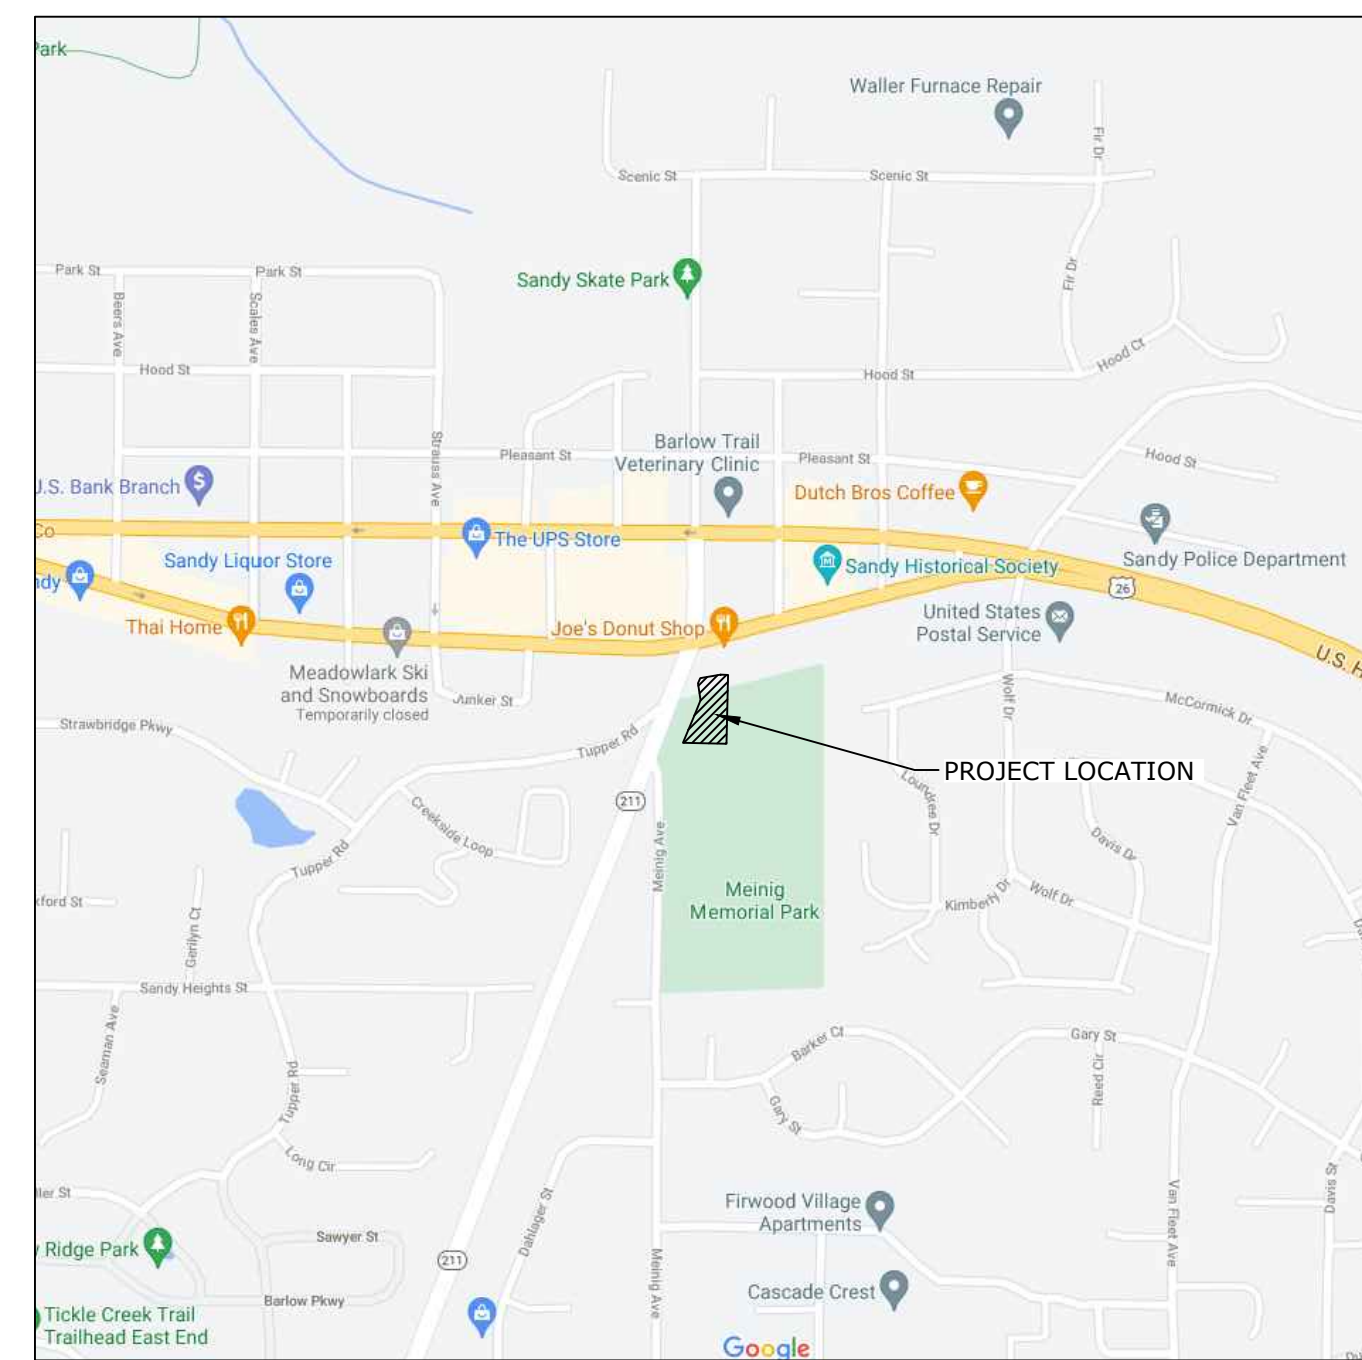 Park
Waller Furnace Repair
Fir Dr
Scenic St
Scenic St
Park St
Park St
Sandy Skate Park
Fir Dr
Beers Ave
Scales Ave
Hood St
Hood St
Hood Ct
Strauss Ave
Pleasant St
Barlow Trail
Veterinary Clinic
Pleasant St
Hood St
U.S. Bank Branch
Dutch Bros Coffee
Co
The UPS Store
Sandy Liquor Store
Sandy Historical Society
Sandy Police Department
26
ndy
Thai Home
Joe's Donut Shop
United States
Postal Service
U.S. H
Meadowlark Ski
and Snowboards
Temporarily closed
Junker St
Wolf Dr
McCormick Dr
Strawbridge Pkwy
Tupper Rd
PROJECT LOCATION
211
Creekside Loop
Loundree Dr
Van Fleet Ave
Meinig Ave
Davis Dr
Tupper Rd
Meinig
Memorial Park
Kimberly Dr
Wolf Dr
xford St
Gerilyn Ct
Sandy Heights St
Seaman Ave
Barker Ct
Gary St
Reed Cir
Tupper Rd
Gary St
Long Cir
ller St
Dahlager St
Firwood Village
Apartments
Van Fleet Ave
Davis St
Sawyer St
y Ridge Park
211
Meinig Ave
Cascade Crest
Barlow Pkwy
Tickle Creek Trail
Trailhead East End
Google